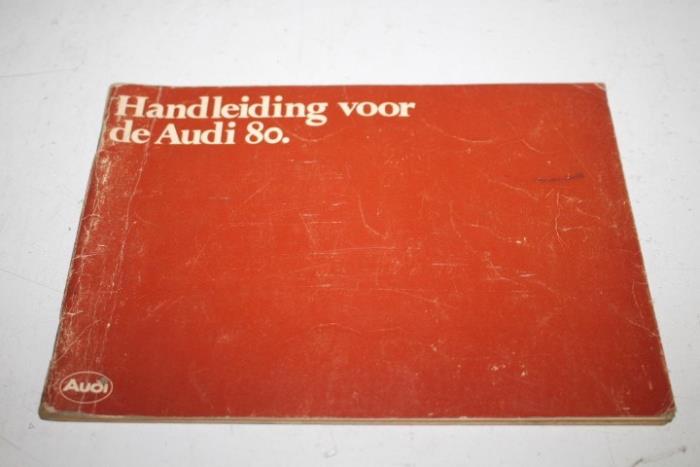 Handleiding voor
de Audi 80.
Audi